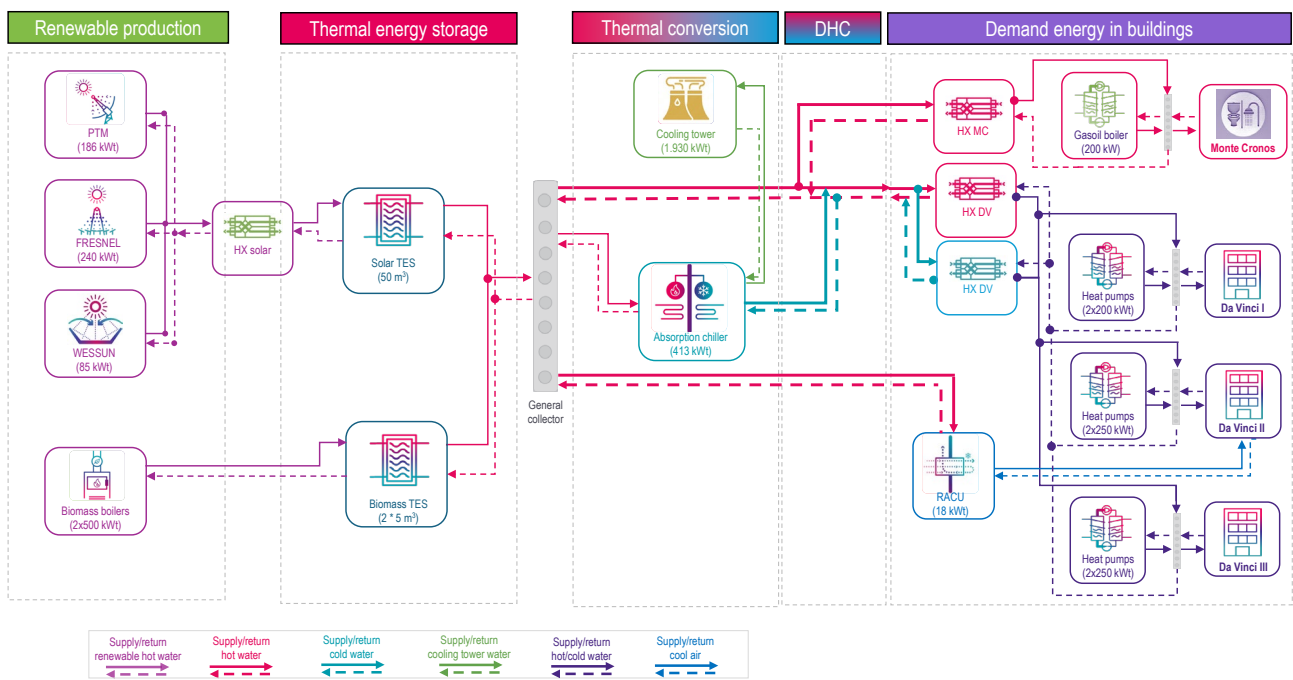 Renewable production
Thermal energy storage
Thermal conversion
DHC
Demand energy in buildings
PTM
(186 kWt)
FRESNEL
(240 kWt)
WESSUN
(85 kWt)
Biomass boilers
(2x500 kWt)
HX solar
Solar TES
(50 m³)
Biomass TES
(2 * 5 m³)
General
collector
Cooling tower
(1.930 kWt)
Absorption chiller
(413 kWt)
HX MC
HX DV
HX DV
RACU
(18 kWt)
Gasoil boiler
(200 kW)
Monte Cronos
Heat pumps
(2x200 kWt)
Da Vinci I
Heat pumps
(2x250 kWt)
Da Vinci II
Heat pumps
(2x250 kWt)
Da Vinci III
Supply/return
renewable hot water
Supply/return
hot water
Supply/return
cold water
Supply/return
cooling tower water
Supply/return
hot/cold water
Supply/return
cool air